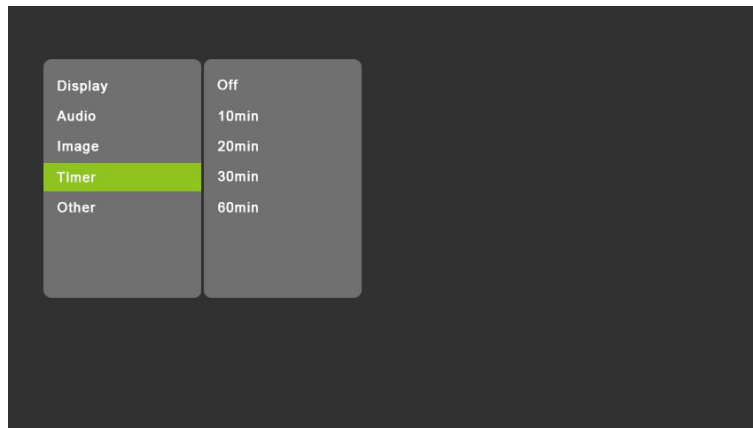 Display
Audio
Image
Timer
Other
Off
10min
20min
30min
60min